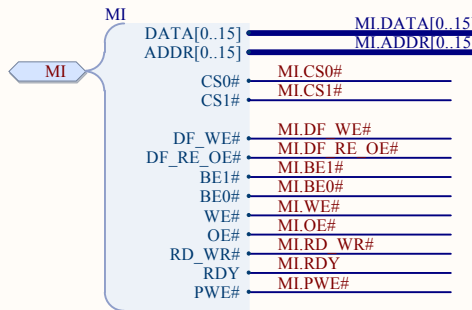 MI
MI
DATA[0..15] MI.DATA[0..15]
ADDR[0..15] MI.ADDR[0..15]
CS0# MI.CS0#
CS1# MI.CS1#
DF_WE# MI.DF_WE#
DF_RE_OE# MI.DF_RE_OE#
BE1# MI.BE1#
BE0# MI.BE0#
WE# MI.WE#
OE# MI.OE#
RD_WR# MI.RD_WR#
RDY MI.RDY
PWE# MI.PWE#